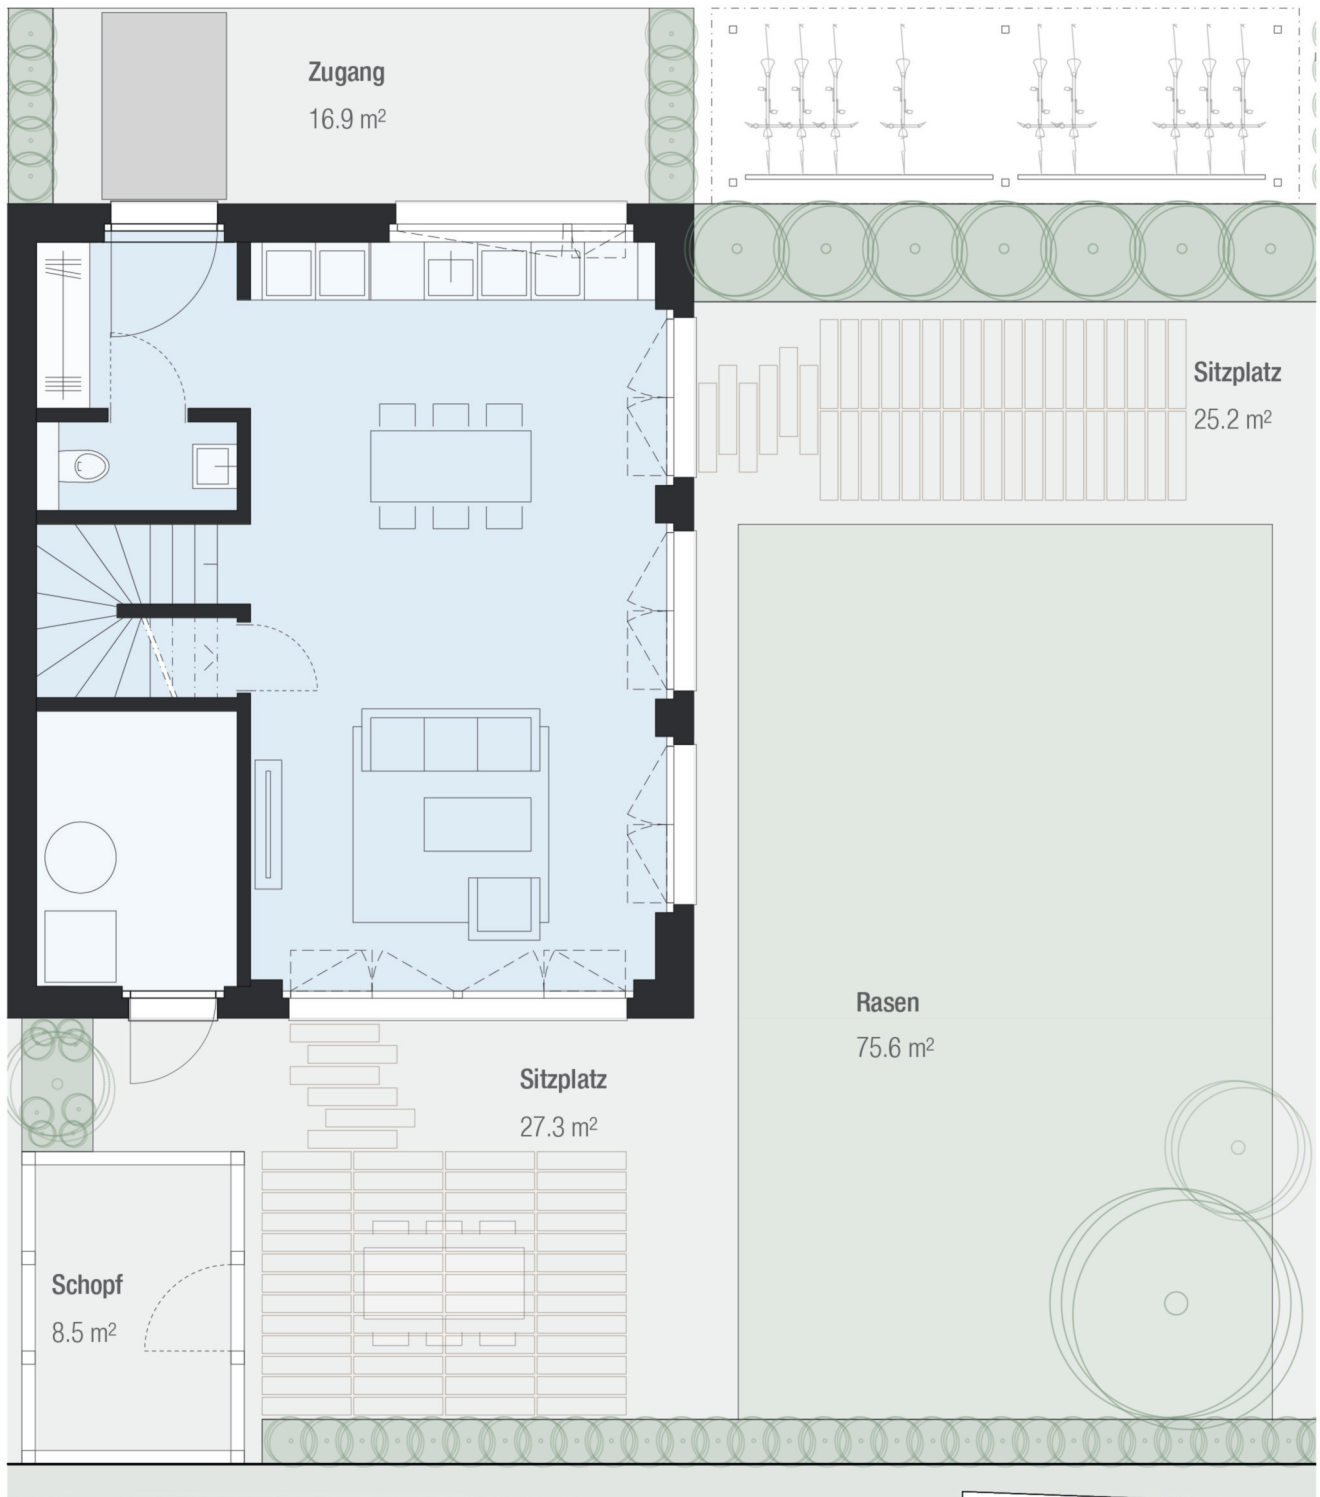 Zugang
16.9 m²
Sitzplatz
25.2 m²
Rasen
75.6 m²
Sitzplatz
27.3 m²
Schopf
8.5 m²